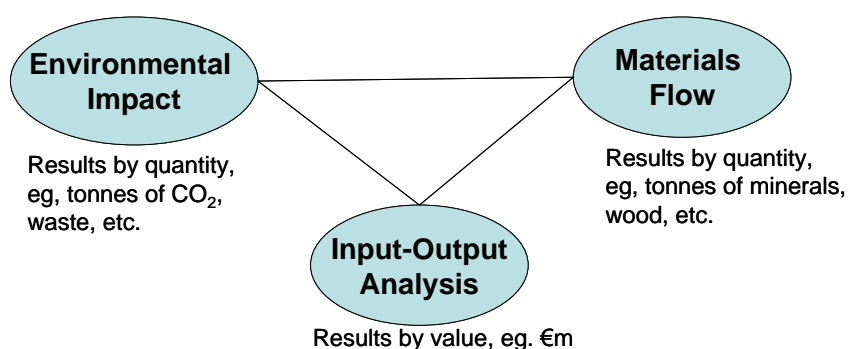 Environmental
Impact
Results by quantity,
eg, tonnes of CO₂,
waste, etc.
Materials
Flow
Results by quantity,
eg, tonnes of minerals,
wood, etc.
Input-Output
Analysis
Results by value, eg. €m